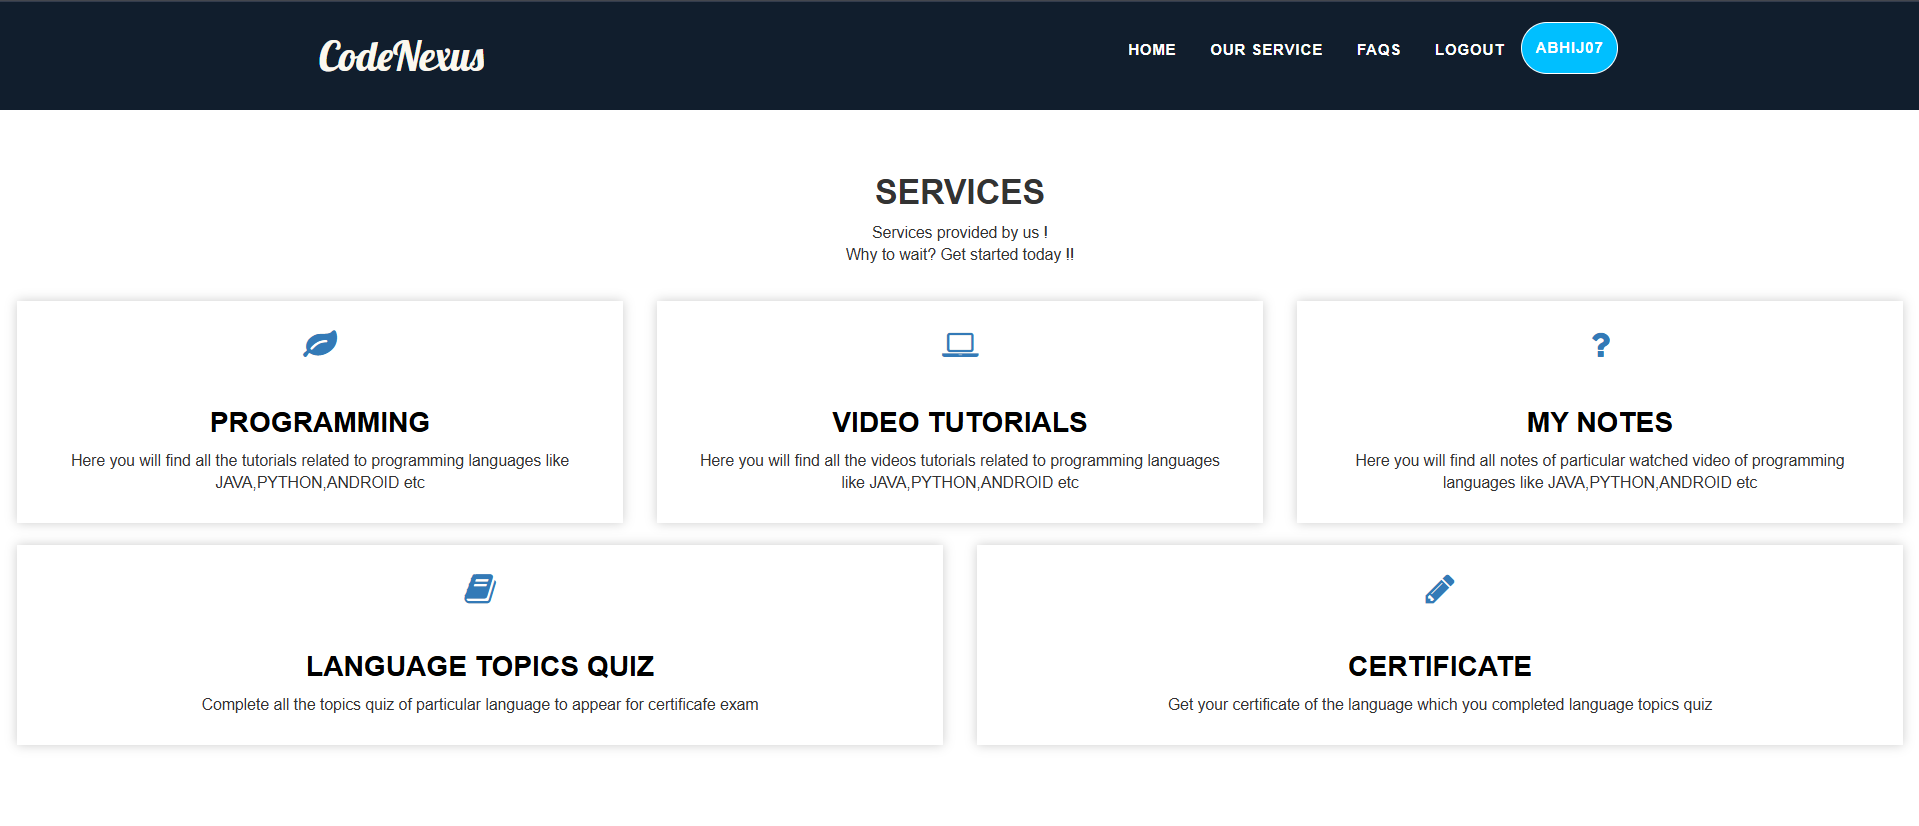 CodeNexus
HOME OUR SERVICE FAQS LOGOUT ABHIJ07
SERVICES
Services provided by us !
Why to wait? Get started today !!
PROGRAMMING
Here you will find all the tutorials related to programming languages like
JAVA,PYTHON,ANDROID etc
VIDEO TUTORIALS
Here you will find all the videos tutorials related to programming languages
like JAVA,PYTHON,ANDROID etc
MY NOTES
Here you will find all notes of particular watched video of programming
languages like JAVA,PYTHON,ANDROID etc
LANGUAGE TOPICS QUIZ
Complete all the topics quiz of particular language to appear for certificafe exam
CERTIFICATE
Get your certificate of the language which you completed language topics quiz